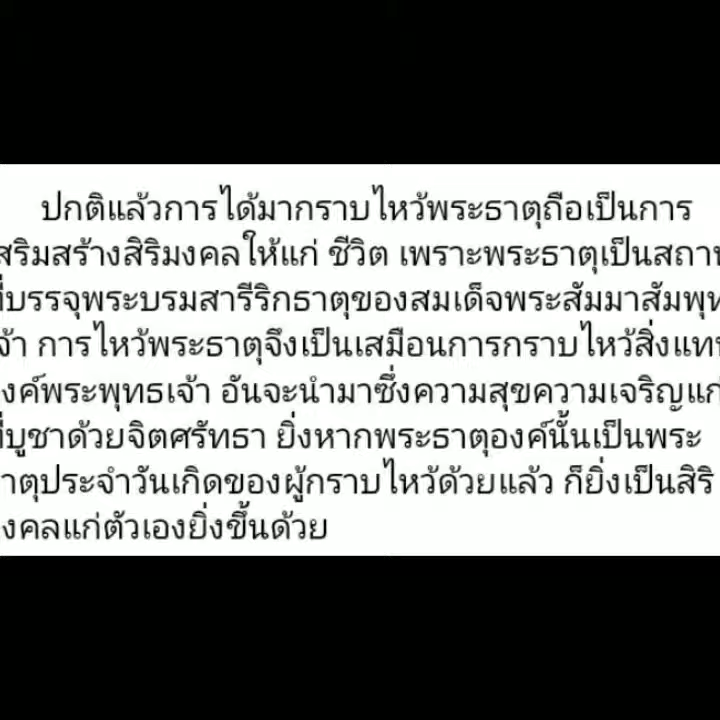 ปกติแล้วการได้มากราบไหว้พระธาตุถือเป็นการ
สริมสร้างสิริมงคลให้แก่ ชีวิต เพราะพระธาตุเป็นสถาน
ี่บรรจุพระบรมสารีริกธาตุของสมเด็จพระสัมมาสัมพุท
จ้า การไหว้พระธาตุจึงเป็นเสมือนการกราบไหว้สิ่งแทน
งค์พระพุทธเจ้า อันจะนำมาซึ่งความสุขความเจริญแก่
ี่บูชาด้วยจิตศรัทธา ยิ่งหากพระธาตุองค์นั้นเป็นพระ
าตุประจำวันเกิดของผู้กราบไหว้ด้วยแล้ว ก็ยิ่งเป็นสิริ
งคลแก่ตัวเองยิ่งขึ้นด้วย